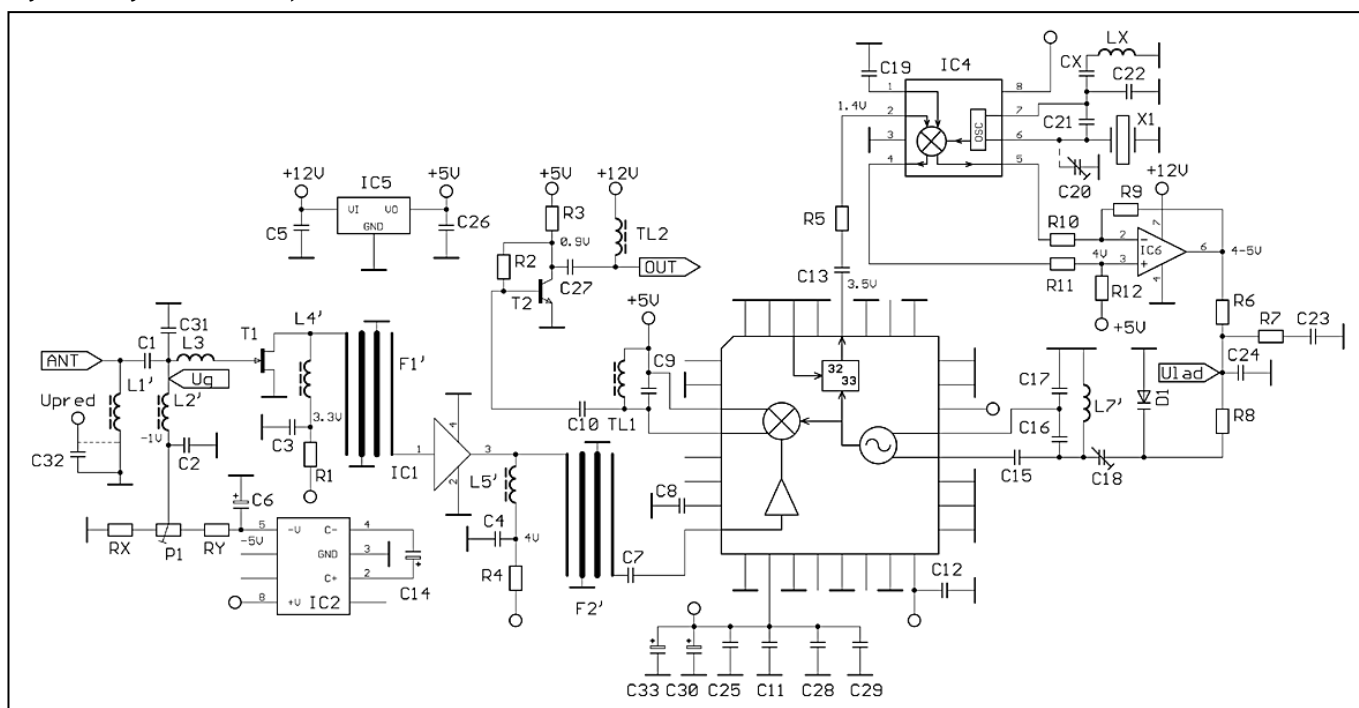 IC4
LX
CX
C19
C22
1
8
1.4V
2
7
C21
X1
OSC
3
6
4
5
C20
+12V
+5V
+5V
+12V
+12V
IC5
R9
VI
VO
GND
R3
R5
R10
7
C5
C26
TL2
2
IC6
6
4-5V
0.9V
R2
OUT
4V
3
C13
R11
R12
4
T2
C27
3.5V
+5V
R6
L4'
+5V
R7
C23
C31
T1
C1
L3
F1'
C9
32
33
ANT
Ulad
C24
L1'
Ug
C17
D1
L7'
Upred
L2'
3.3V
C10
TL1
C16
R8
-1V
4
C3
1
3
C15
C18
C32
C2
R1
IC1
2
L5'
C6
C8
C4
4V
5
-V
C-
4
C7
-5V
RX
P1
RY
GND
3
R4
C12
C+
2
C14
F2'
8
+V
IC2
C33
C30
C25
C11
C28
C29